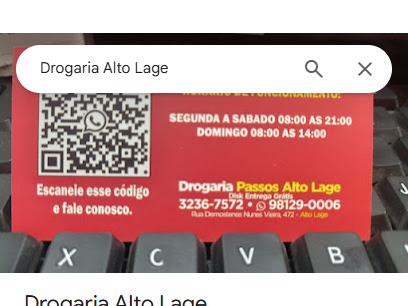 Drogaria Alto Lage
HORARIO DE FUNCIONAMENTO:
SEGUNDA A SABADO 08:00 AS 21:00
DOMINGO 08:00 AS 14:00
Escaneie esse código
e fale conosco.
Drogaria Passos Alto Lage
Disk Entrega Grátis
3236-7572 • 98129-0006
Rua Demostenes Nunes Vieira, 472 - Alto Lage
X C V B
Drogaria Alto Lage